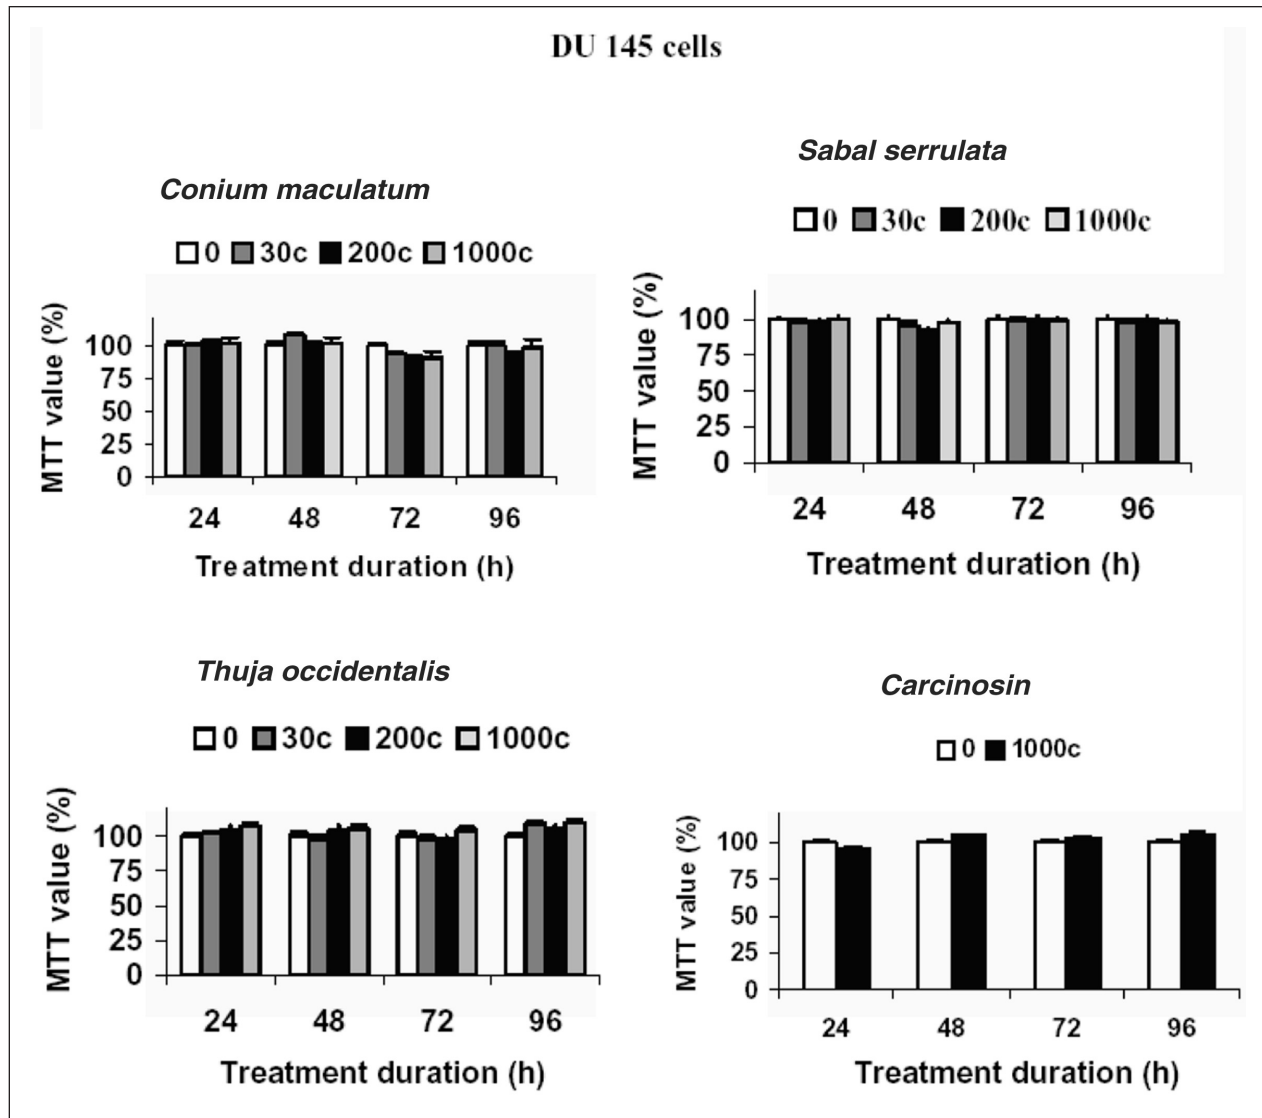 DU 145 cells
Conium maculatum
0 30c 200c 1000c
MTT value (%)
100
75
50
25
0
24 48 72 96
Treatment duration (h)
Sabal serrulata
0 30c 200c 1000c
MTT value (%)
100
75
50
25
0
24 48 72 96
Treatment duration (h)
Thuja occidentalis
0 30c 200c 1000c
MTT value (%)
100
75
50
25
0
24 48 72 96
Treatment duration (h)
Carcinosin
0 1000c
MTT value (%)
100
75
50
25
0
24 48 72 96
Treatment duration (h)